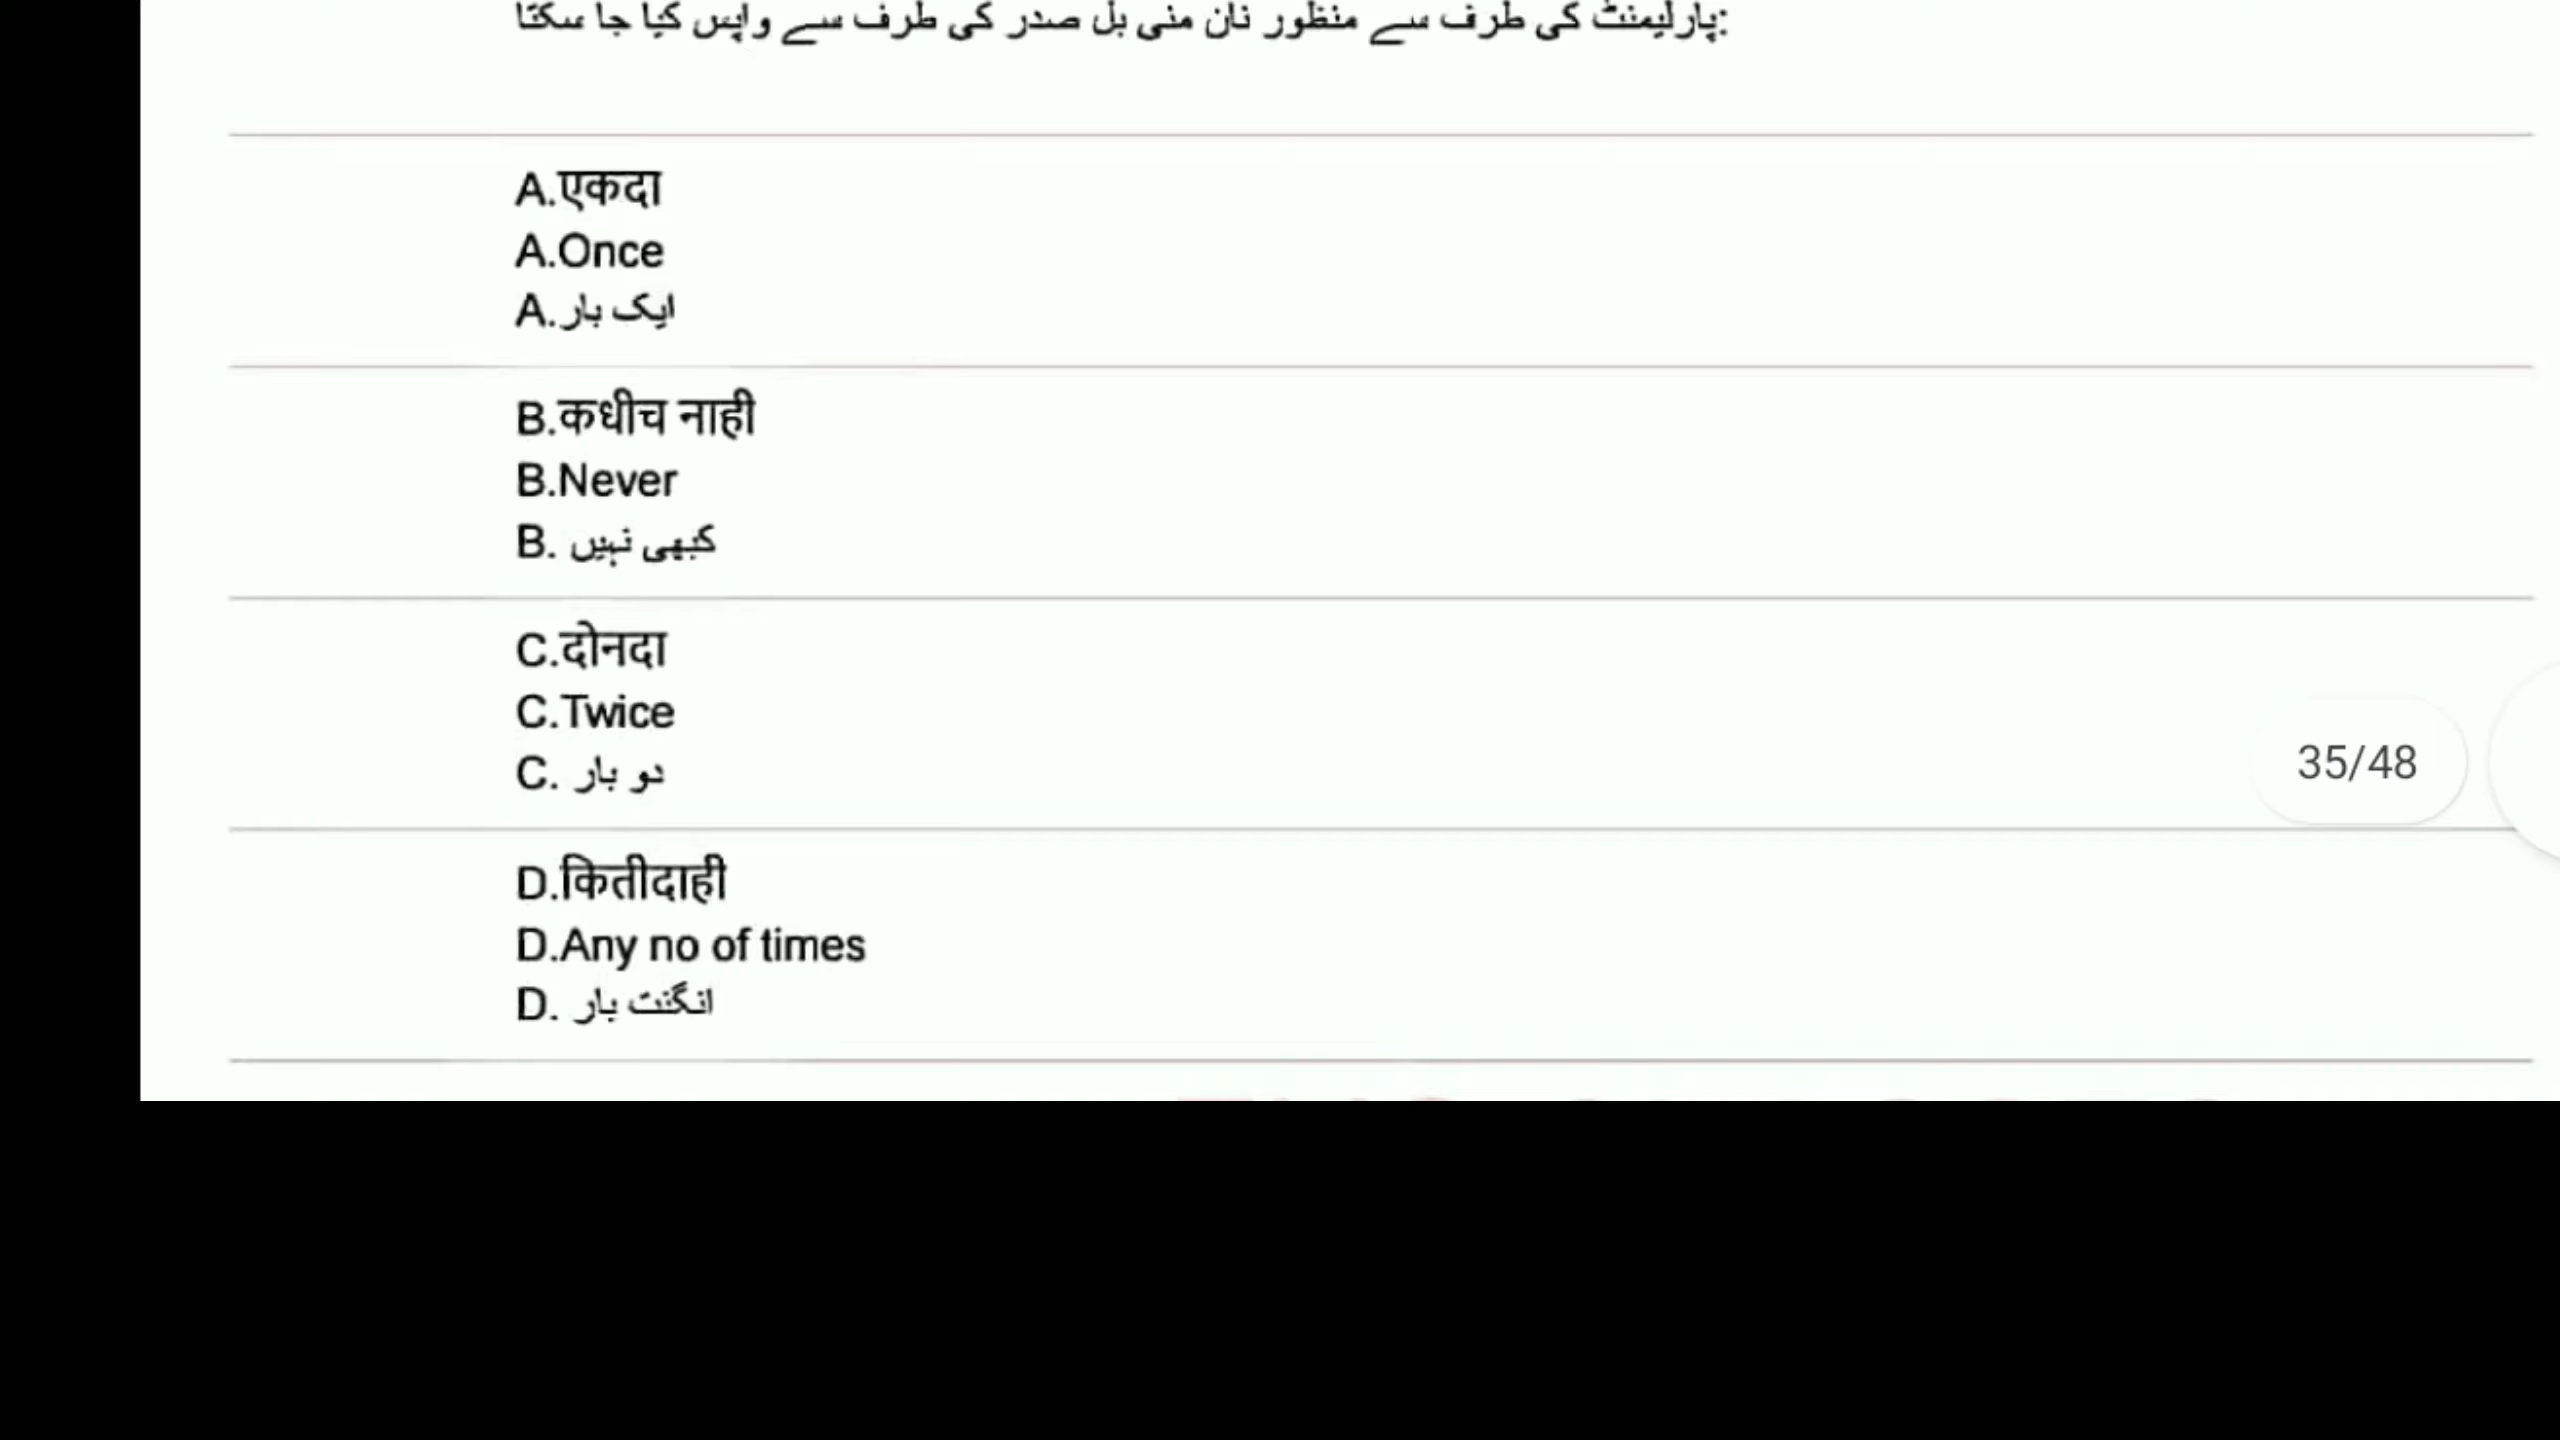 پارلیمنٹ کی طرف سے منظور نان منی بل صدر کی طرف سے واپس کیا جا سکتا:
A.एकदा
A.Once
A.ایک بار
B.कधीच नाही
B.Never
B. کبھی نہیں
C.दोनदा
C.Twice
C. دو بار
35/48
D.कितीदाही
D.Any no of times
D. انگنت بار